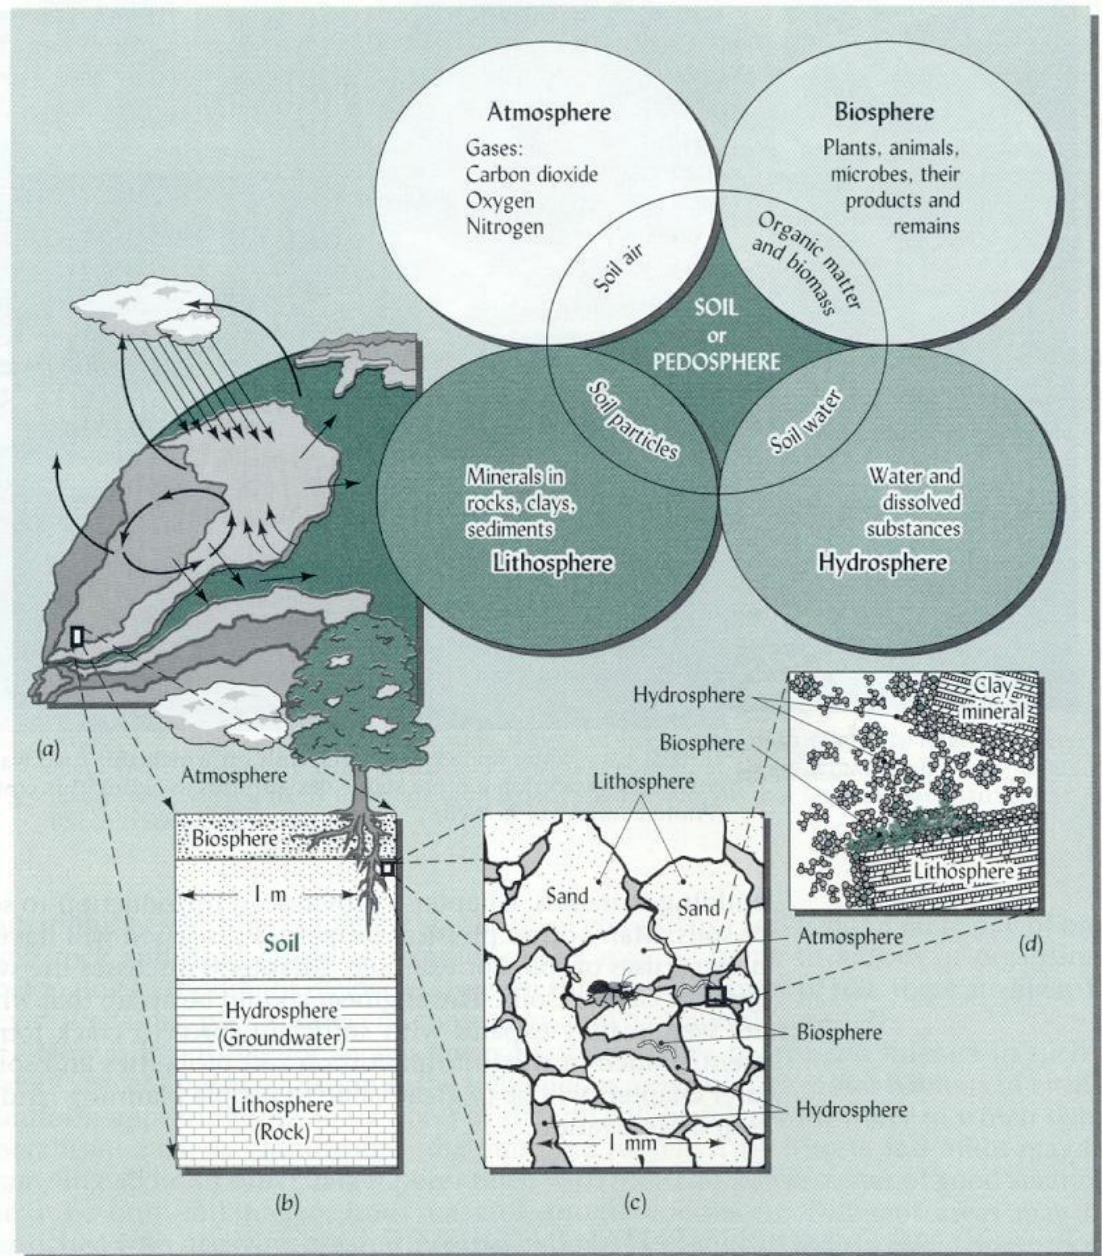 Atmosphere
Gases:
Carbon dioxide
Oxygen
Nitrogen
Biosphere
Plants, animals,
microbes, their
products and
remains
Soil air
Organic matter
and biomass
SOIL
or
PEDOSPHERE
Soil particles
Soil water
Minerals in
rocks, clays,
sediments
Lithosphere
Water and
dissolved
substances
Hydrosphere
(a)
Atmosphere
Biosphere
1 m
Soil
Hydrosphere
(Groundwater)
Lithosphere
(Rock)
(b)
Lithosphere
Sand
Sand
Atmosphere
Biosphere
Hydrosphere
1 mm
(c)
Hydrosphere
Biosphere
Clay
mineral
Lithosphere
(d)